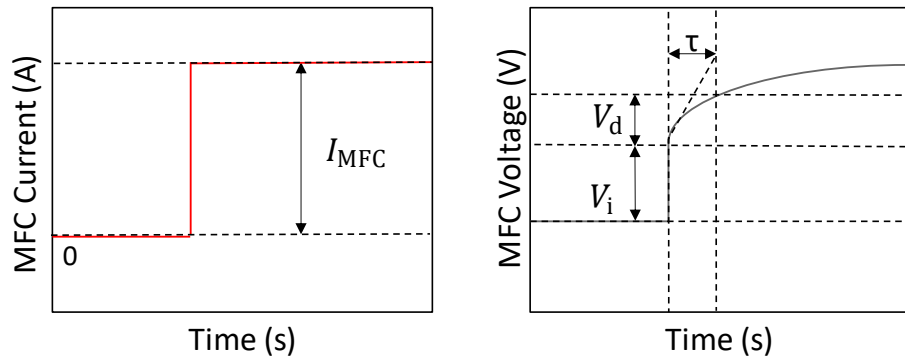 MFC Current (A)
I_MFC
0
Time (s)
MFC Voltage (V)
τ
V_d
V_i
Time (s)